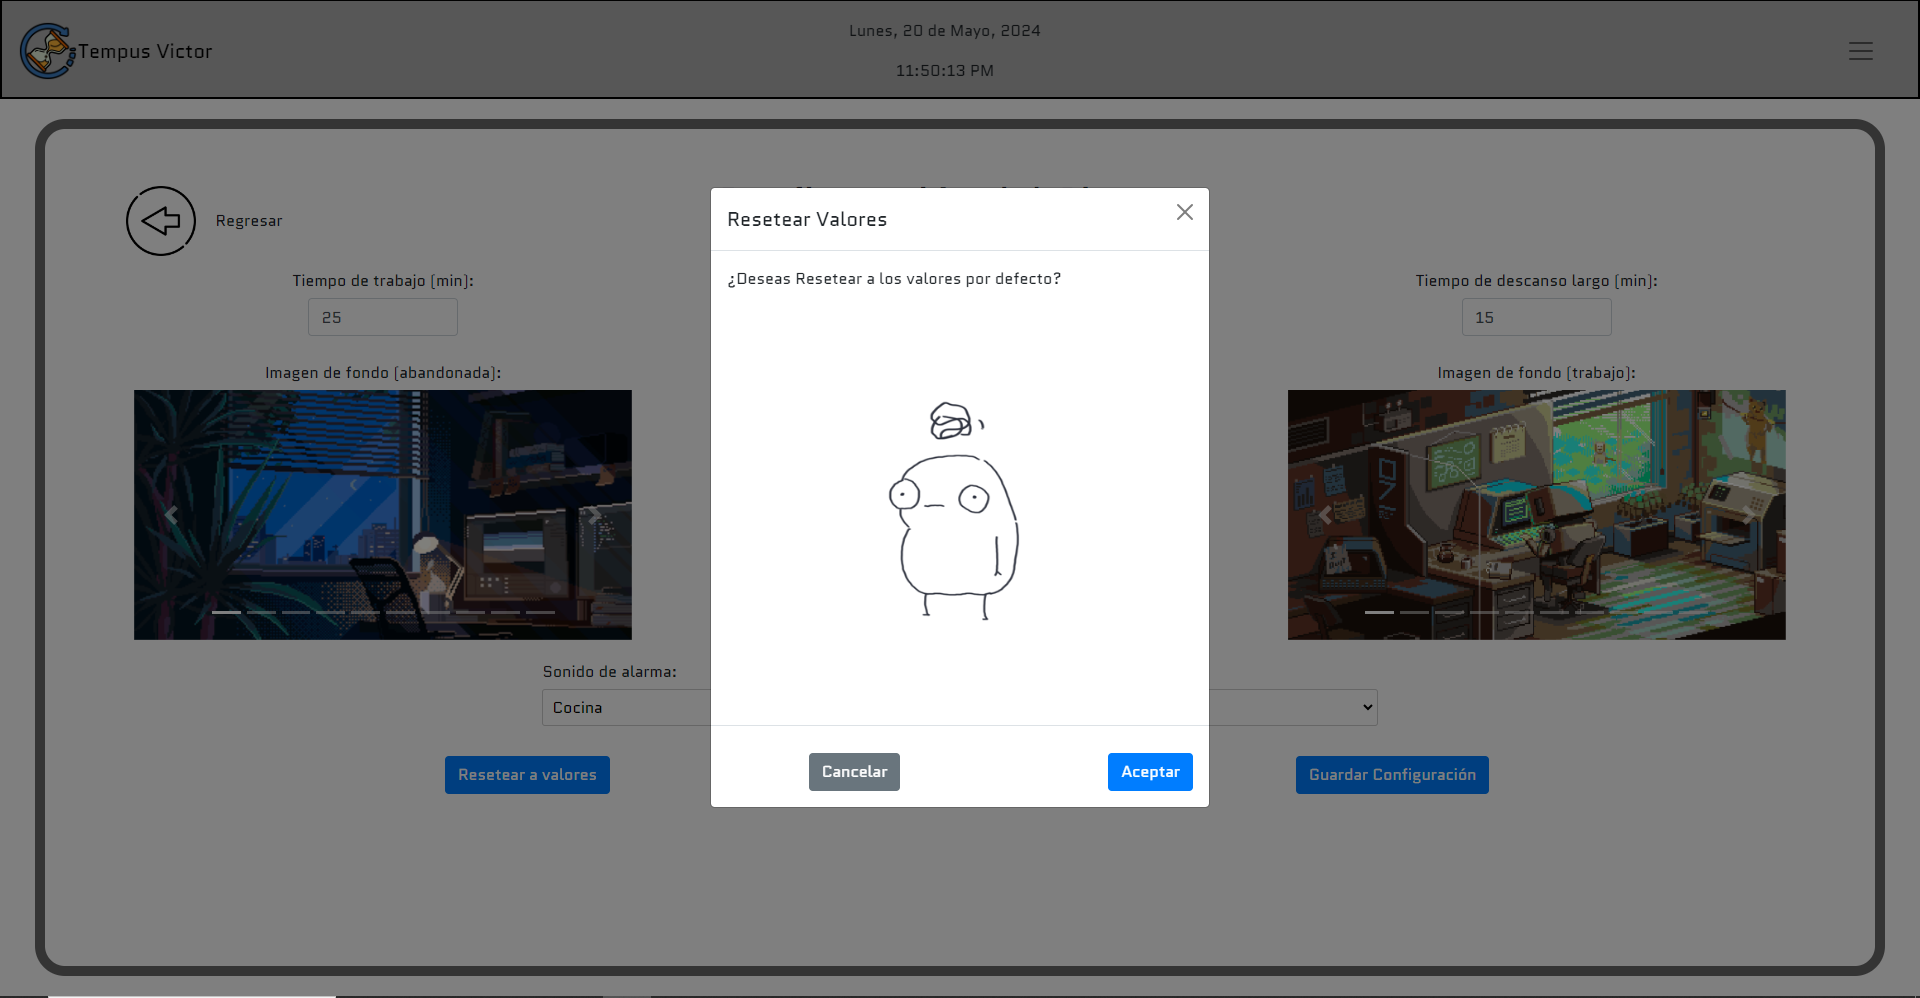 Tempus Victor
Lunes, 20 de Mayo, 2024
11:50:13 PM
Regresar
Resetear Valores
¿Deseas Resetear a los valores por defecto?
Tiempo de trabajo (min):
25
Tiempo de descanso largo (min):
15
Imagen de fondo (abandonada):
Imagen de fondo (trabajo):
Sonido de alarma:
Cocina
Resetear a valores
Cancelar
Aceptar
Guardar Configuración